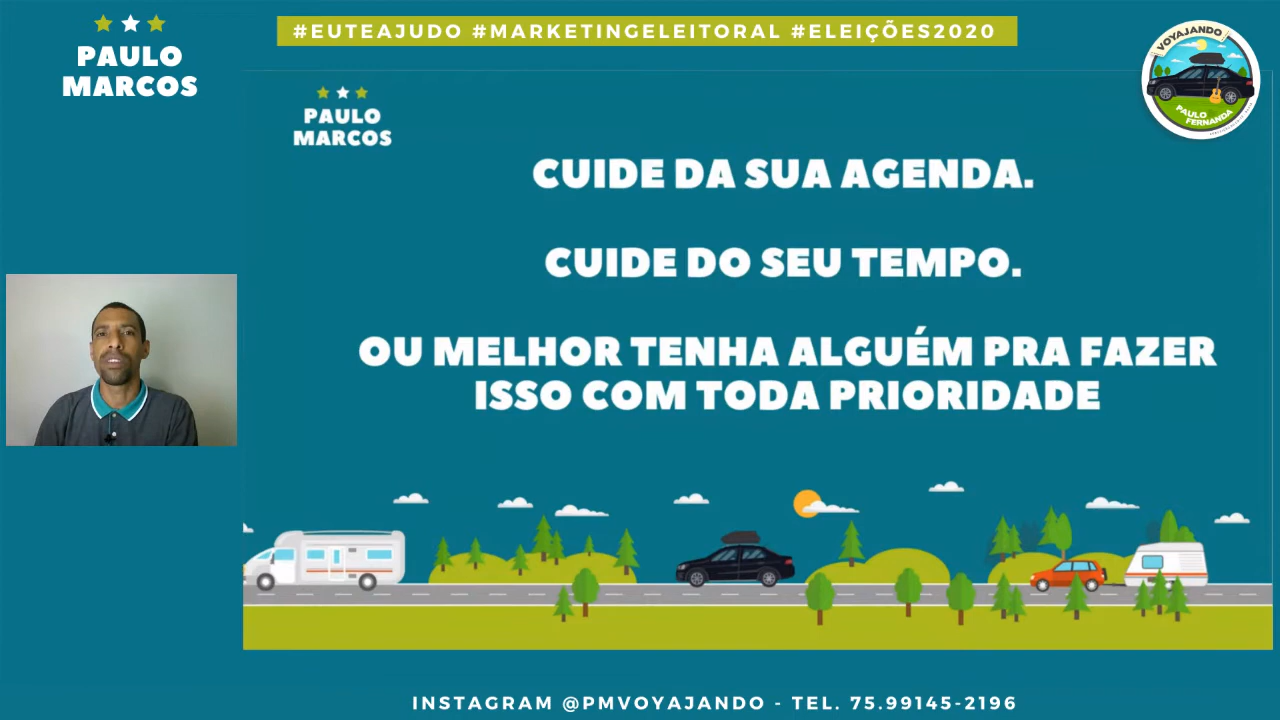 PAULO
MARCOS
#EUTEAJUDO #MARKETINGELEITORAL #ELEIÇÕES2020
VOYAJANDO
PAULO
FERNANDA
PAULO
MARCOS
CUIDE DA SUA AGENDA.
CUIDE DO SEU TEMPO.
OU MELHOR TENHA ALGUÉM PRA FAZER
ISSO COM TODA PRIORIDADE
INSTAGRAM @PMVOYAJANDO - TEL. 75.99145-2196